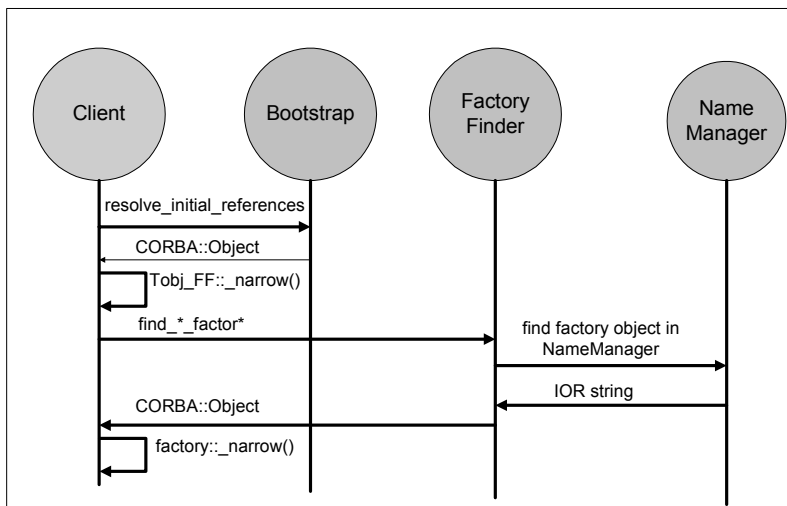 Client
Bootstrap
Factory
Finder
Name
Manager
resolve_initial_references
CORBA::Object
Tobj_FF::_narrow()
find_*_factor*
find factory object in
NameManager
IOR string
CORBA::Object
factory::_narrow()